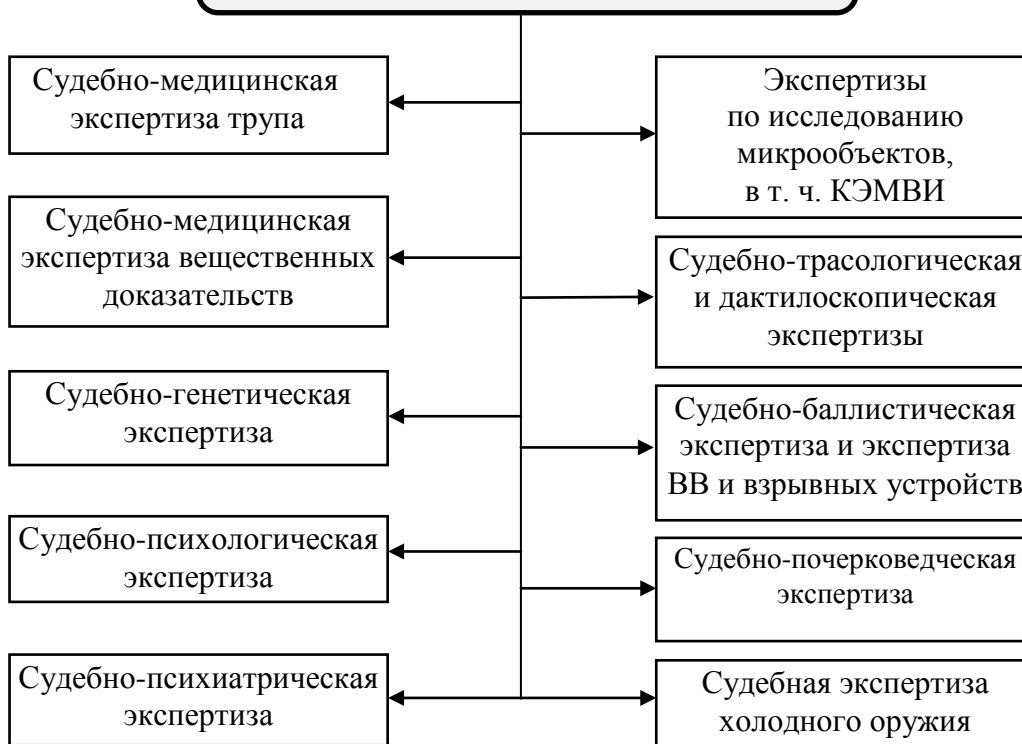 Судебно-медицинская
экспертиза трупа
Судебно-медицинская
экспертиза вещественных
доказательств
Судебно-генетическая
экспертиза
Судебно-психологическая
экспертиза
Судебно-психиатрическая
экспертиза
Экспертизы
по исследованию
микрообъектов,
в т. ч. КЭМВИ
Судебно-трасологическая
и дактилоскопическая
экспертизы
Судебно-баллистическая
экспертиза и экспертиза
ВВ и взрывных устройств
Судебно-почерковедческая
экспертиза
Судебная экспертиза
холодного оружия